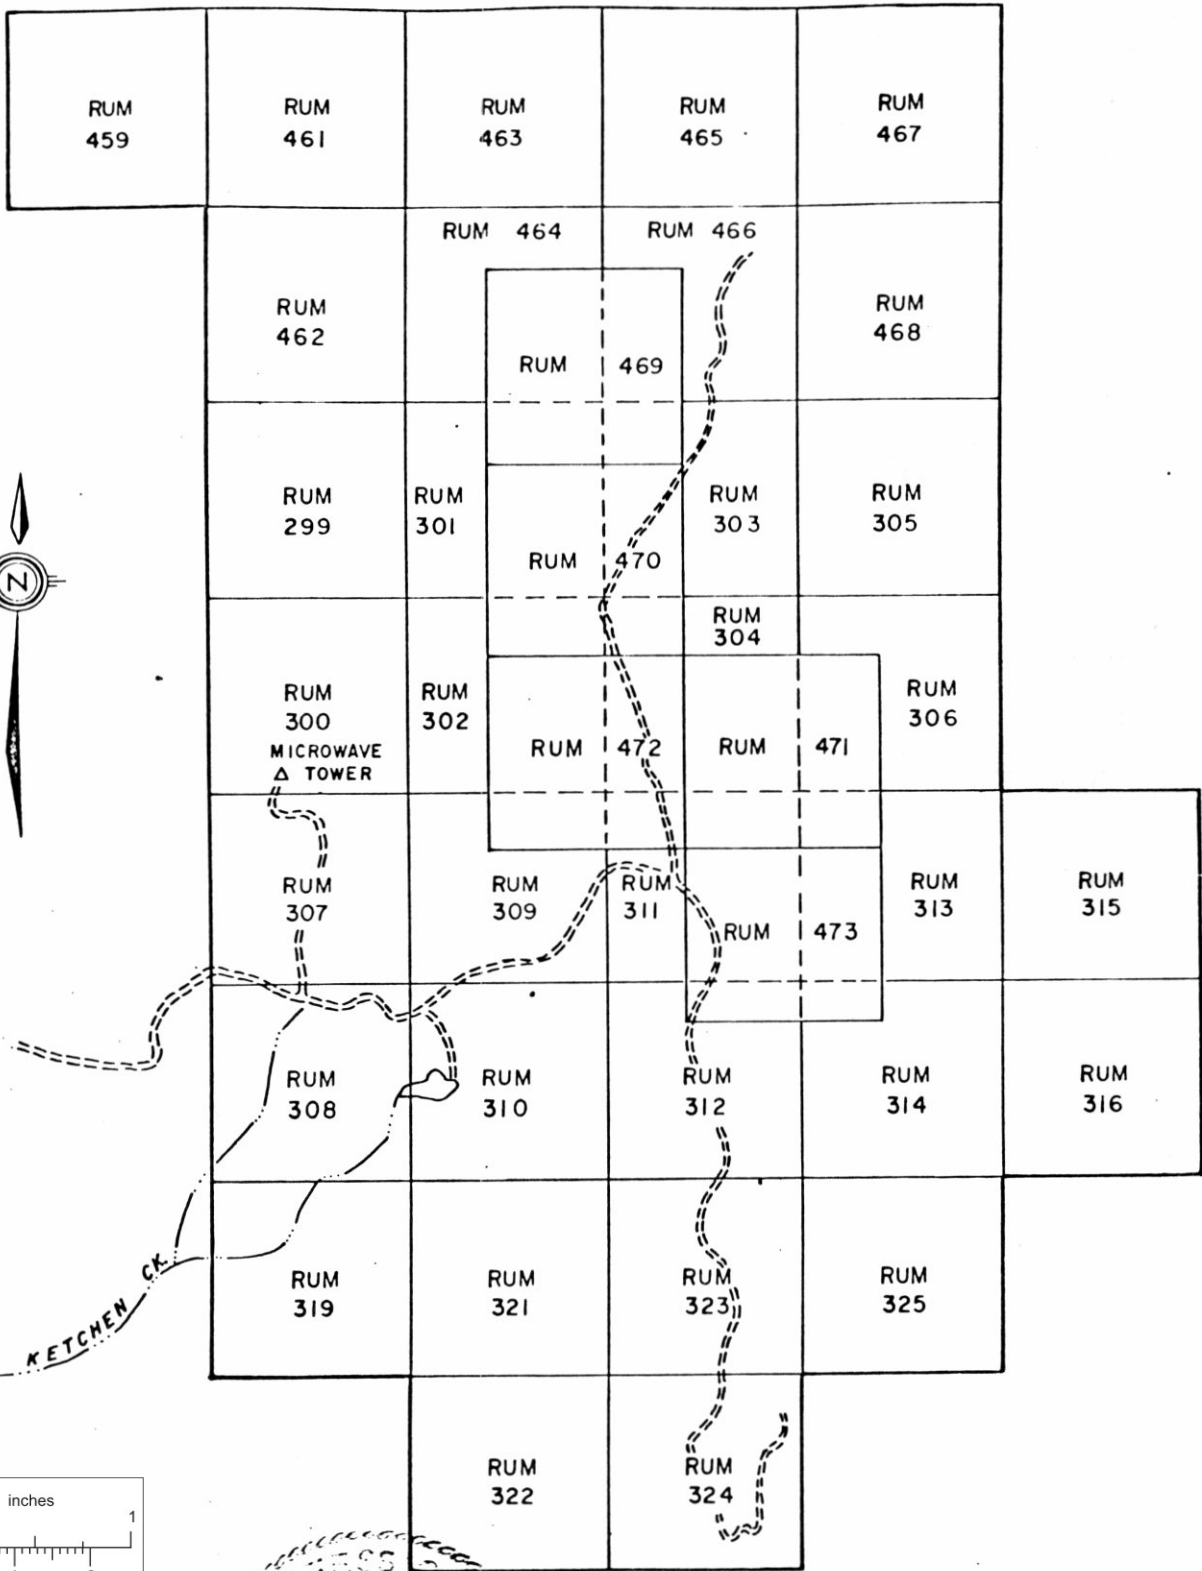 RUM 459
RUM 461
RUM 463
RUM 465
RUM 467
RUM 464
RUM 466
RUM 462
RUM 468
RUM 469
RUM 299
RUM 301
RUM 303
RUM 305
RUM 470
N
RUM 304
RUM 300
RUM 302
RUM 306
MICROWAVE
TOWER
RUM 472
RUM 471
RUM 307
RUM 309
RUM 311
RUM 313
RUM 315
RUM 473
RUM 308
RUM 310
RUM 312
RUM 314
RUM 316
KETCHEN CK.
RUM 319
RUM 321
RUM 323
RUM 325
RUM 322
RUM 324
inches
1